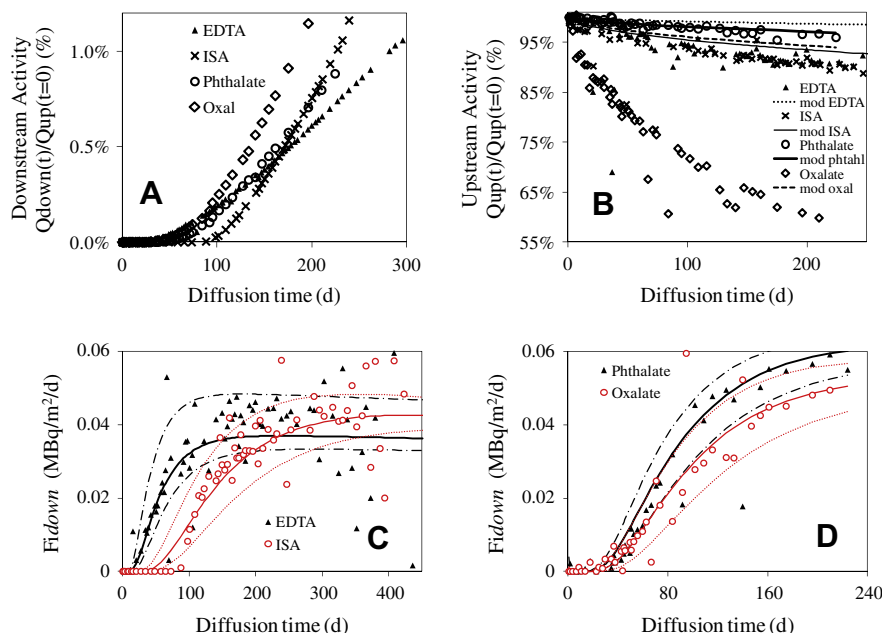 Downstream Activity
Qdown(t)/Qup(t=0) (%)
1.0%
0.5%
0.0%
EDTA
ISA
Phthalate
Oxal
A
0
100
200
300
Diffusion time (d)
Upstream Activity
Qup(t)/Qup(t=0) (%)
95%
85%
75%
65%
55%
EDTA
mod EDTA
ISA
mod ISA
Phthalate
mod phtahl
Oxalate
mod oxal
B
0
100
200
Diffusion time (d)
Fidown (MBq/m²/d)
0.06
0.04
0.02
0
EDTA
ISA
C
0
100
200
300
400
Diffusion time (d)
Fidown (MBq/m²/d)
0.06
0.04
0.02
0
Phthalate
Oxalate
D
0
80
160
240
Diffusion time (d)